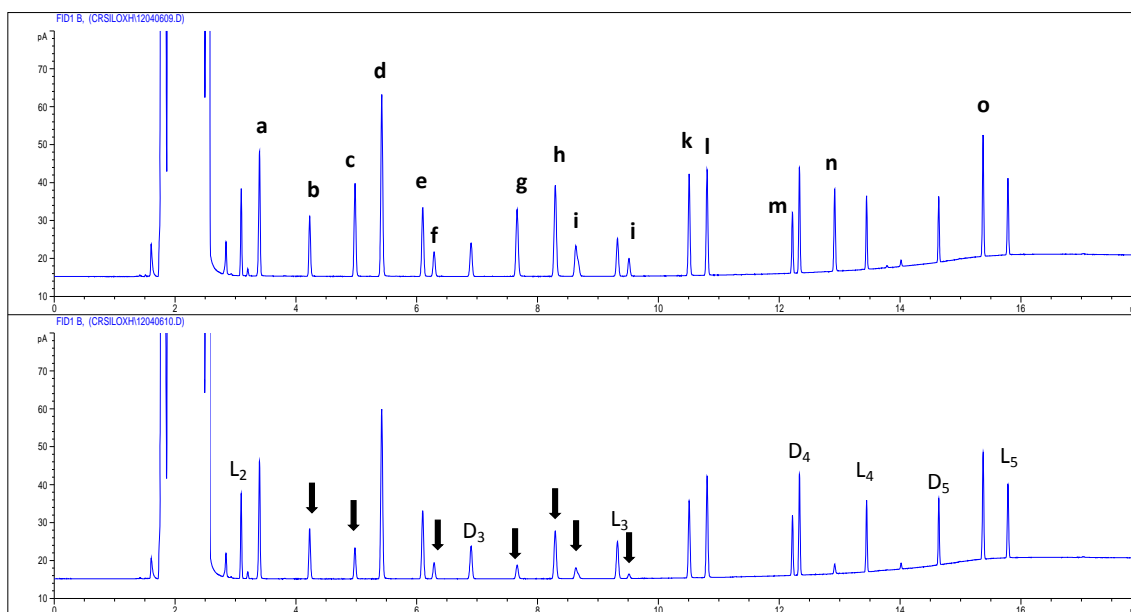 FID1 B, (CRSILOXH\12040609.D)
pA
70
60
50
40
30
20
10
a
b
c
d
e
f
g
h
i
i
k
l
m
n
o
0
2
4
6
8
10
12
14
16
FID1 B, (CRSILOXH\12040610.D)
pA
70
60
50
40
30
20
10
L2
D3
L3
D4
L4
D5
L5
0
2
4
6
8
10
12
14
16